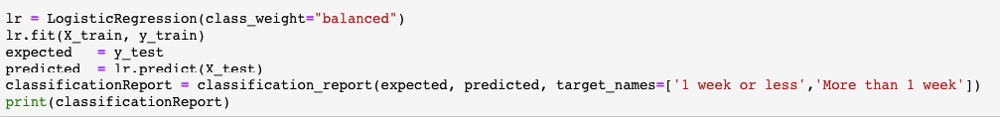 lr = LogisticRegression(class_weight="balanced")
lr.fit(X_train, y_train)
expected   = y_test
predicted  = lr.predict(X_test)
classificationReport = classification_report(expected, predicted, target_names=['1 week or less','More than 1 week'])
print(classificationReport)